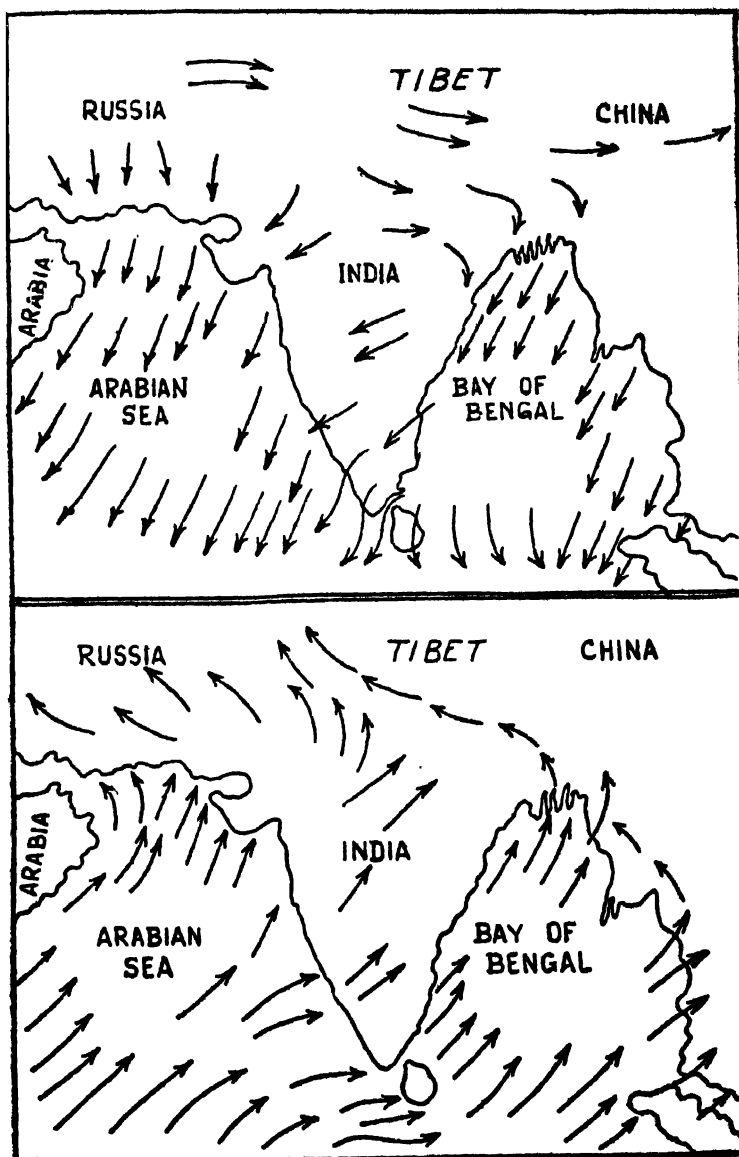 TIBET
RUSSIA
CHINA
ARABIA
INDIA
ARABIAN
SEA
BAY OF
BENGAL
RUSSIA
TIBET
CHINA
ARABIA
INDIA
ARABIAN
SEA
BAY OF
BENGAL